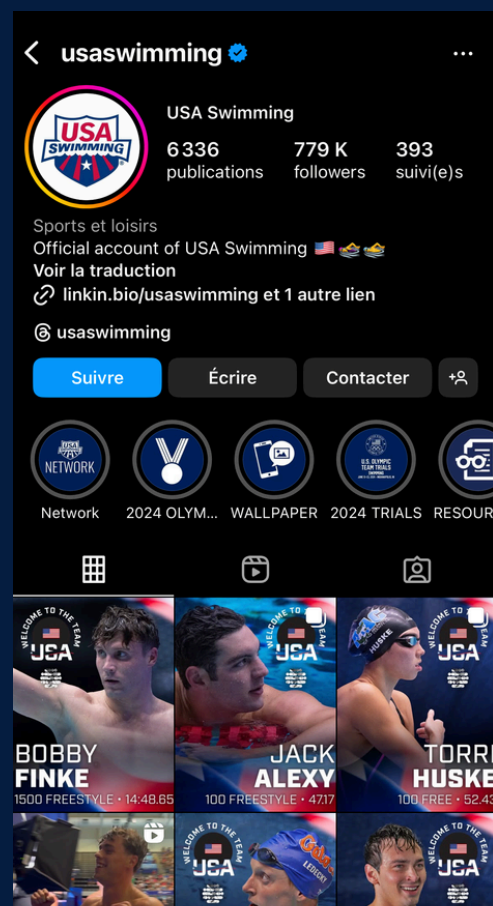 usaswimming
USA
SWIMMING
USA Swimming
6 336 779 K 393
publications followers suivi(e)s
Sports et loisirs
Official account of USA Swimming 🇺🇸
Voir la traduction
linkin.bio/usaswimming et 1 autre lien
usaswimming
Suivre Écrire Contacter
USA
NETWORK
U.S. OLYMPIC
TEAM TRIALS
SWIMMING
Network 2024 OLYM... WALLPAPER 2024 TRIALS RESOUR
WELCOME TO THE TEAM
USA
BOBBY
FINKE
1500 FREESTYLE • 14:48.65
WELCOME TO THE TEAM
USA
JACK
ALEXY
100 FREESTYLE • 47.17
HUSKE
WELCOME TO THE TEAM
USA
TORRI
HUSKE
100 FREE • 52.43
WELCOME TO THE TEAM
USA
LEDECKY
WELCOME TO THE TEAM
USA